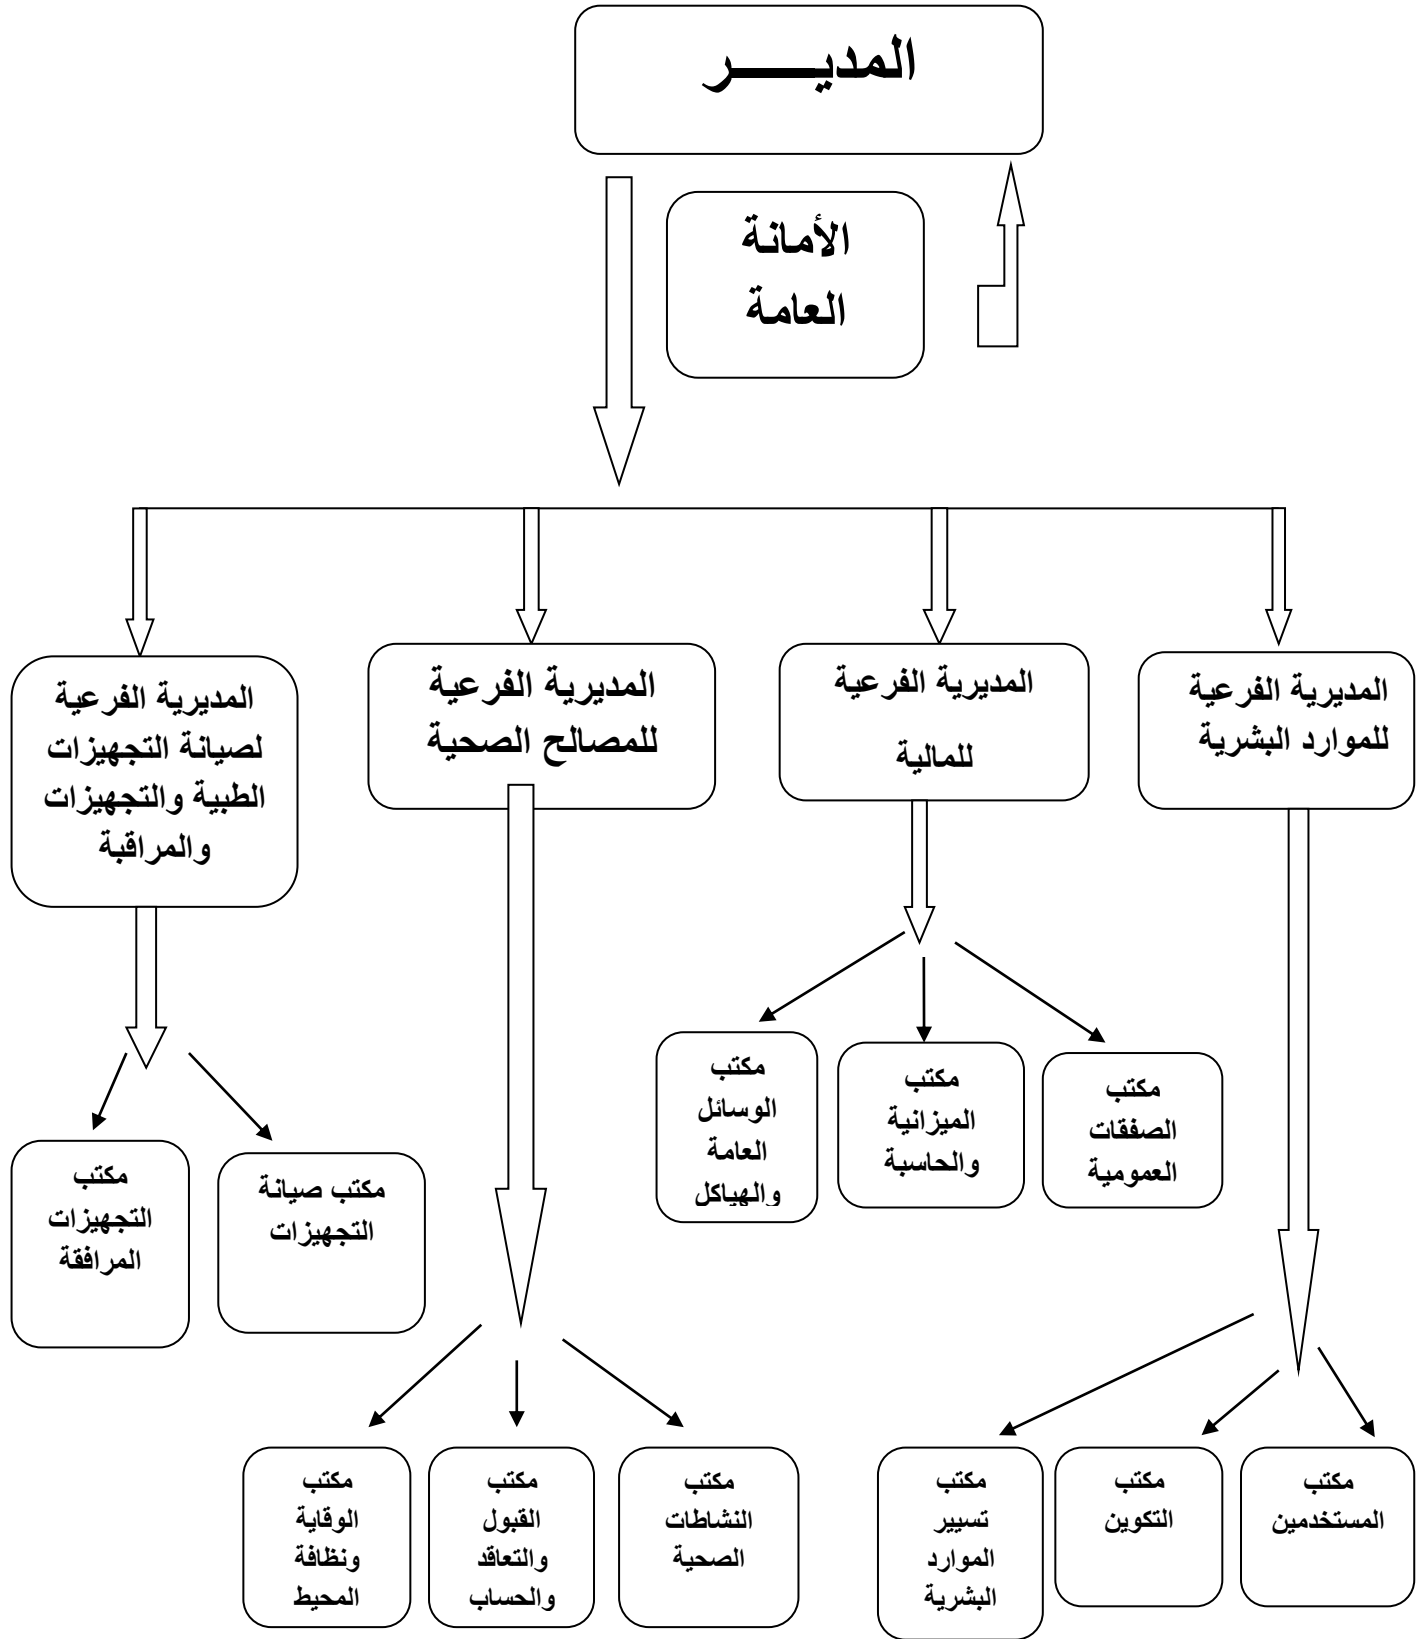 المديـــــر
الأمانة
العامة
المديرية الفرعية
للموارد البشرية
المديرية الفرعية
للمالية
المديرية الفرعية
للمصالح الصحية
المديرية الفرعية
لصيانة التجهيزات
الطبية والتجهيزات
والمراقبة
مكتب
الصفقات
العمومية
مكتب
الميزانية
والحاسبة
مكتب
الوسائل
العامة
والهياكل
مكتب صيانة
التجهيزات
مكتب
التجهيزات
المرافقة
مكتب
المستخدمين
مكتب
التكوين
مكتب
تسيير
الموارد
البشرية
مكتب
النشاطات
الصحية
مكتب
القبول
والتعاقد
والحساب
مكتب
الوقاية
ونظافة
المحيط